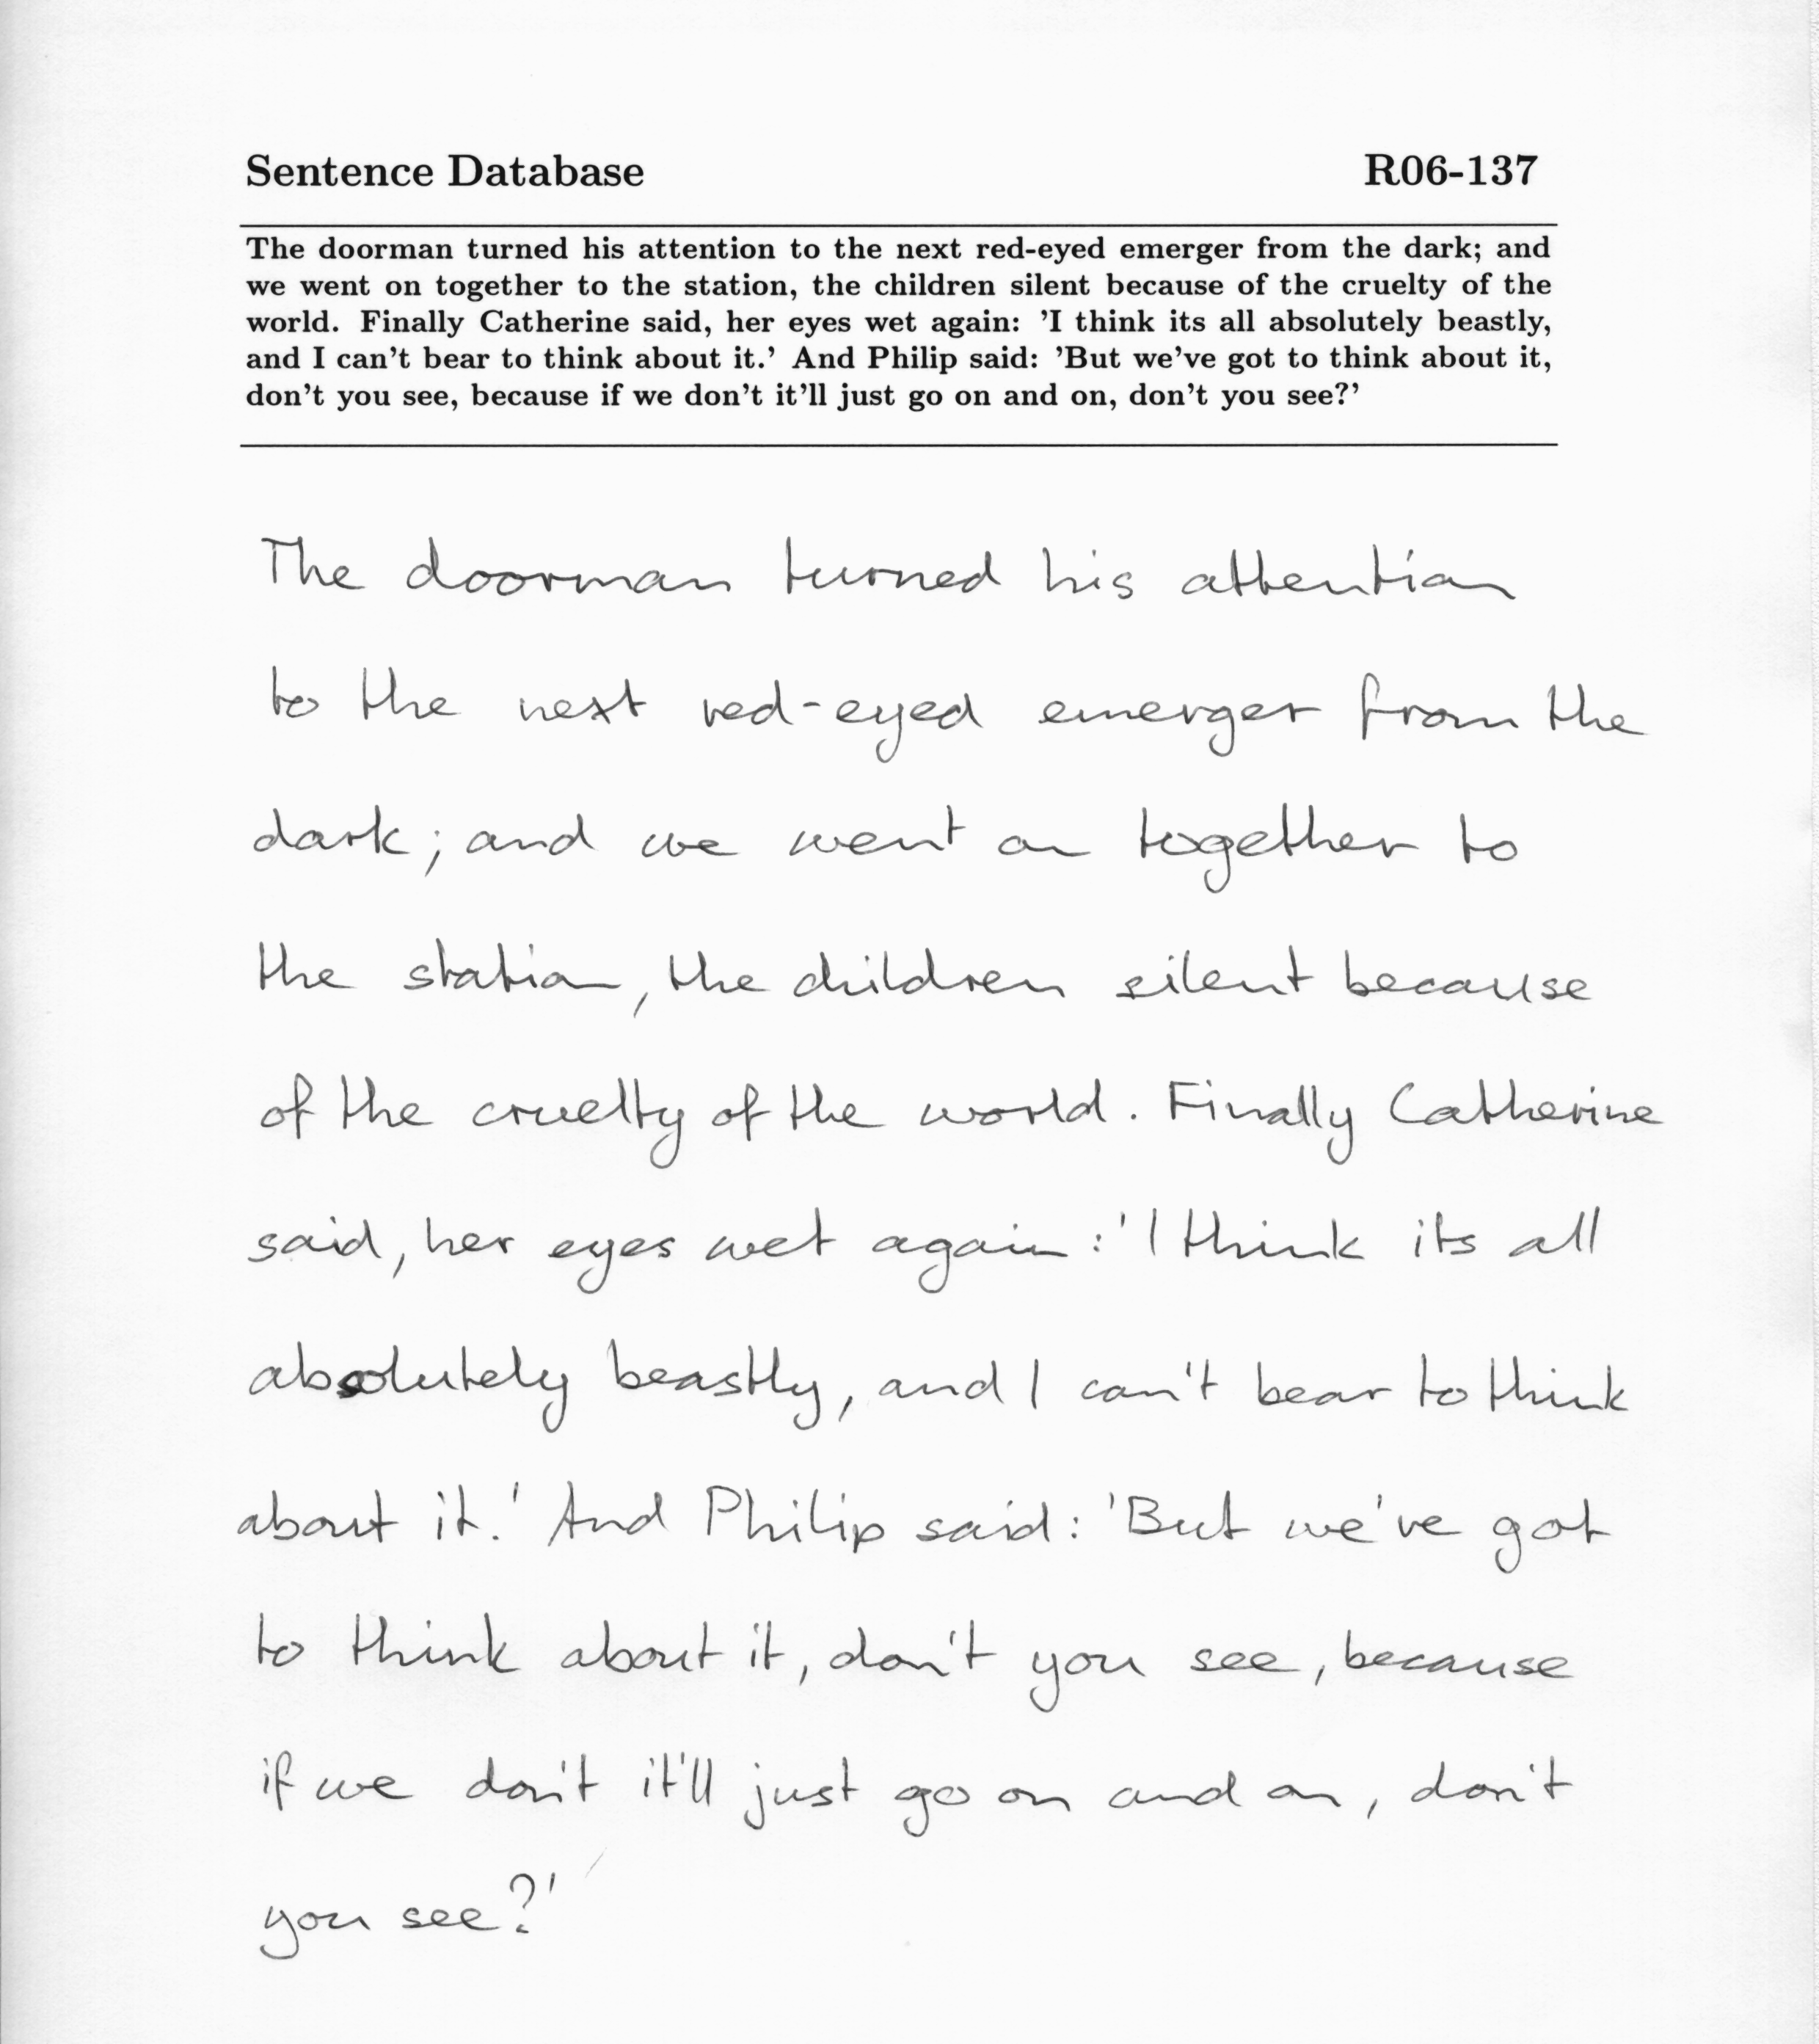 Sentence Database R06-137
The doorman turned his attention to the next red-eyed emerger from the dark; and
we went on together to the station, the children silent because of the cruelty of the
world. Finally Catherine said, her eyes wet again: 'I think its all absolutely beastly,
and I can't bear to think about it.' And Philip said: 'But we've got to think about it,
don't you see, because if we don't it'll just go on and on, don't you see?'
The doorman turned his attention
to the next red-eyed emerger from the
dark; and we went on together to
the station, the children silent because
of the cruelty of the world. Finally Catherine
said, her eyes wet again: 'I think its all
absolutely beastly, and I can't bear to think
about it.' And Philip said: 'But we've got
to think about it, don't you see, because
if we don't it'll just go on and on, don't
you see?'